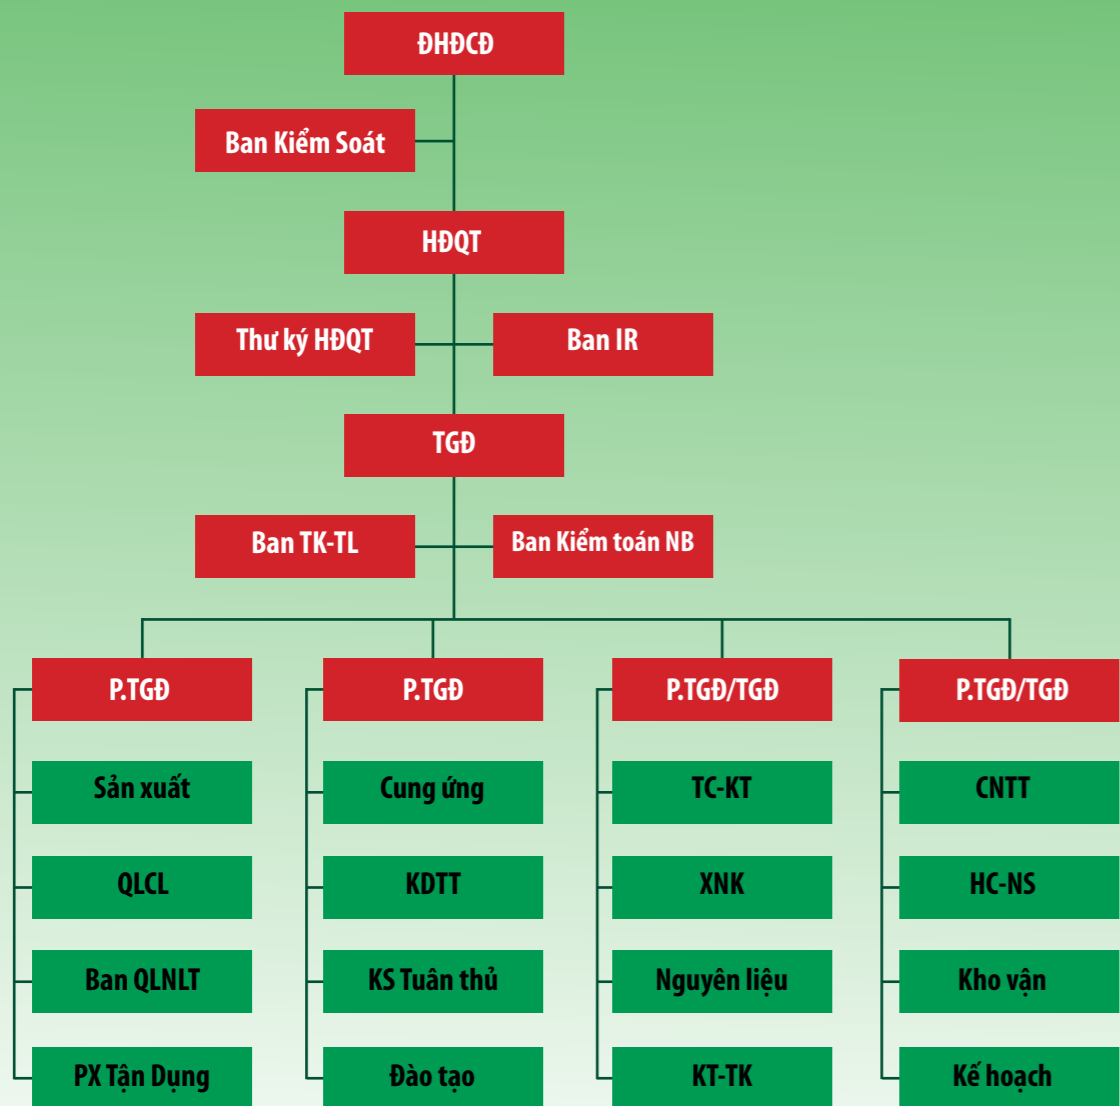 ĐHĐCĐ
Ban Kiểm Soát
HĐQT
Thư ký HĐQT
Ban IR
TGĐ
Ban TK-TL
Ban Kiểm toán NB
P.TGĐ
P.TGĐ
P.TGĐ/TGĐ
P.TGĐ/TGĐ
Sản xuất
Cung ứng
TC-KT
CNTT
QLCL
KDTT
XNK
HC-NS
Ban QLNLT
KS Tuân thủ
Nguyên liệu
Kho vận
PX Tận Dụng
Đào tạo
KT-TK
Kế hoạch